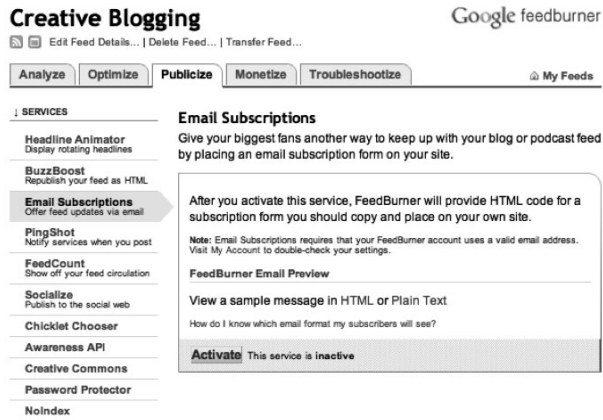 Creative Blogging
Google feedburner
Edit Feed Details... | Delete Feed... | Transfer Feed...
Analyze Optimize Publicize Monetize Troubleshootize
My Feeds
↓ SERVICES
Headline Animator
Display rotating headlines
BuzzBoost
Republish your feed as HTML
Email Subscriptions
Offer feed updates via email
PingShot
Notify services when you post
FeedCount
Show off your feed circulation
Socialize
Publish to the social web
Chicklet Chooser
Awareness API
Creative Commons
Password Protector
NoIndex
Email Subscriptions
Give your biggest fans another way to keep up with your blog or podcast feed
by placing an email subscription form on your site.
After you activate this service, FeedBurner will provide HTML code for a
subscription form you should copy and place on your own site.
Note: Email Subscriptions requires that your FeedBurner account uses a valid email address.
Visit My Account to double-check your settings.
FeedBurner Email Preview
View a sample message in HTML or Plain Text
How do I know which email format my subscribers will see?
Activate This service is inactive